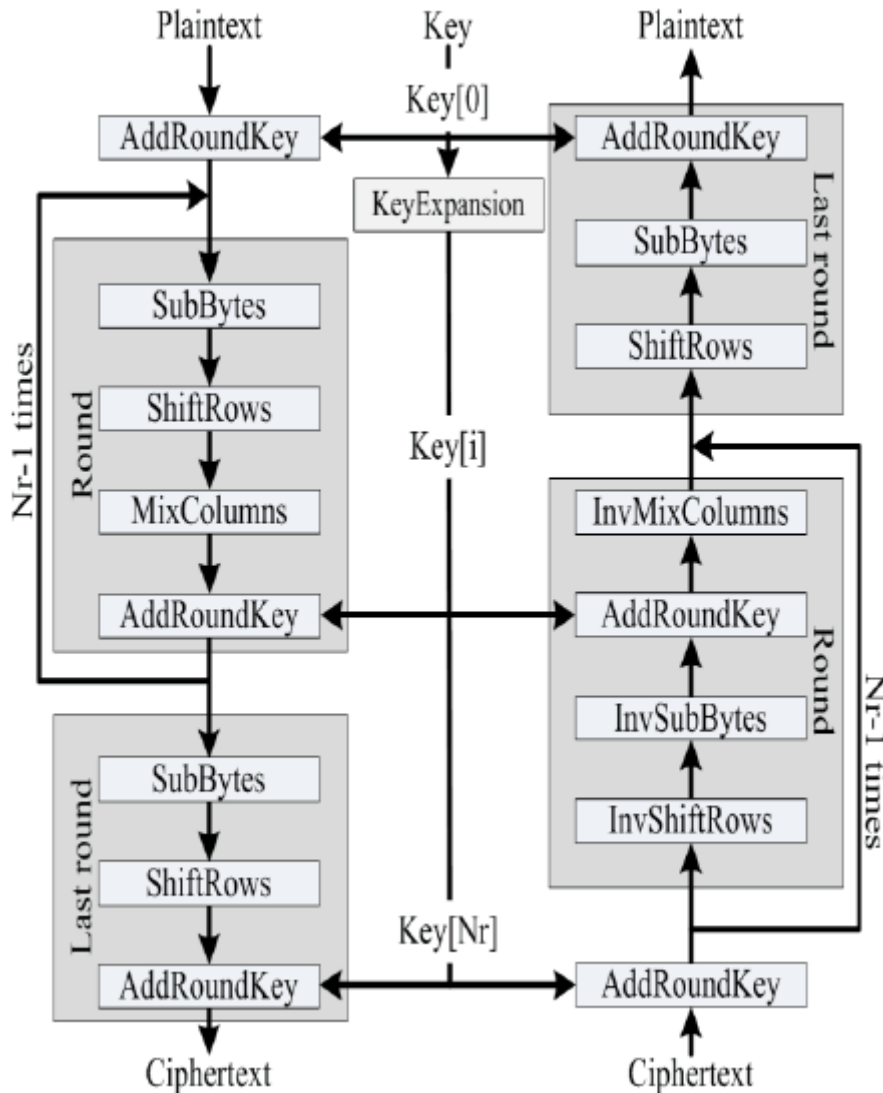 Plaintext
Key
Plaintext
Key[0]
AddRoundKey
AddRoundKey
KeyExpansion
SubBytes
Last round
SubBytes
ShiftRows
ShiftRows
Nr-1 times
Round
Key[i]
MixColumns
InvMixColumns
AddRoundKey
AddRoundKey
Round
Nr-1 times
InvSubBytes
SubBytes
InvShiftRows
ShiftRows
Last round
Key[Nr]
AddRoundKey
AddRoundKey
Ciphertext
Ciphertext